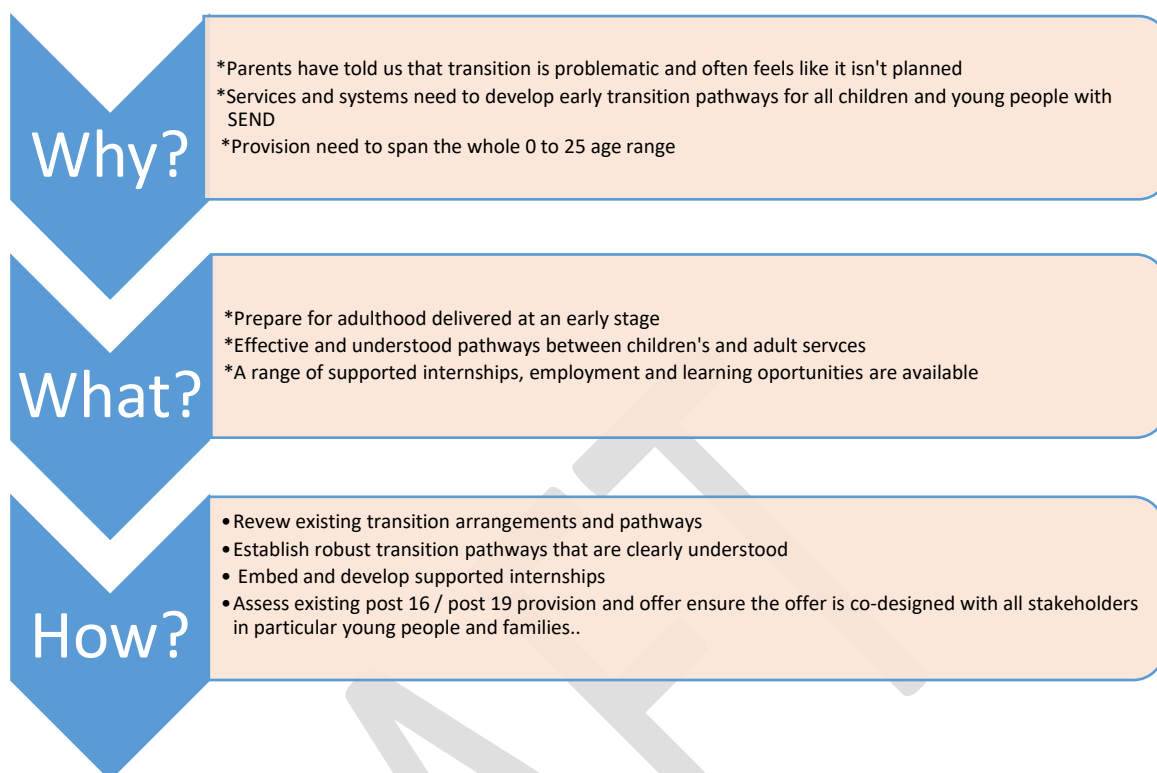 Why?
*Parents have told us that transition is problematic and often feels like it isn't planned
*Services and systems need to develop early transition pathways for all children and young people with
SEND
*Provision need to span the whole 0 to 25 age range
What?
*Prepare for adulthood delivered at an early stage
*Effective and understood pathways between children's and adult servces
*A range of supported internships, employment and learning oportunities are available
How?
•Revew existing transition arrangements and pathways
•Establish robust transition pathways that are clearly understood
• Embed and develop supported internships
•Assess existing post 16 / post 19 provision and offer ensure the offer is co-designed with all stakeholders
in particular young people and families..